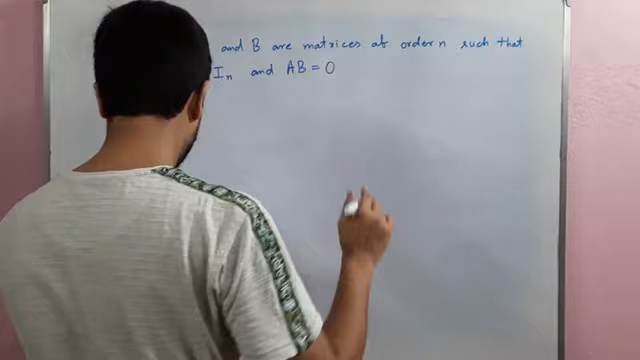 and B are matrices of order n such that
Iₙ and AB = 0